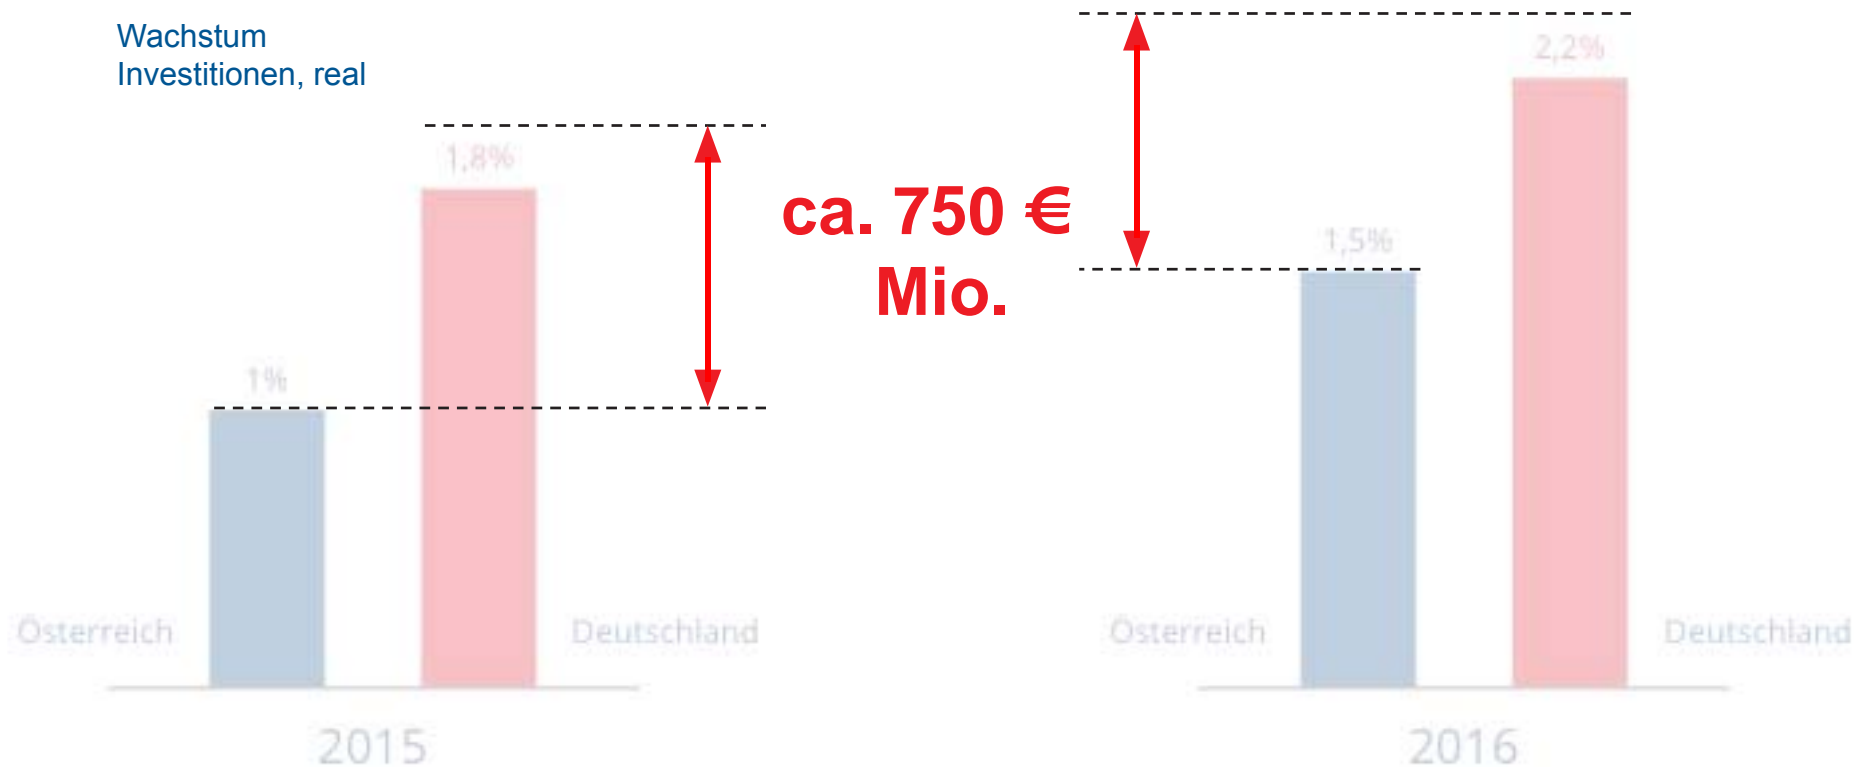 Wachstum
Investitionen, real
1%
1,8%
Österreich
Deutschland
2015
ca. 750 €
Mio.
1,5%
2,2%
Österreich
Deutschland
2016